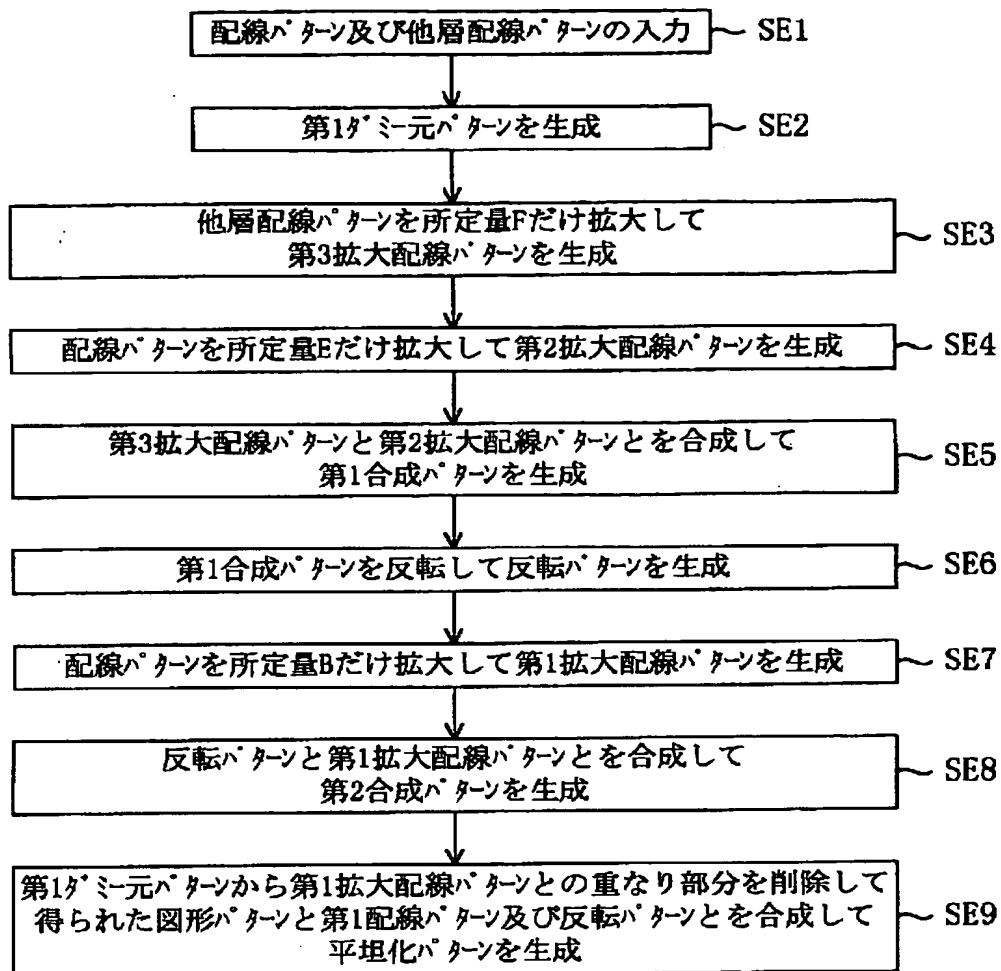 配線ﾊﾟﾀｰﾝ及び他層配線ﾊﾟﾀｰﾝの入力 ～ SE1
第1ﾀﾞﾐｰ元ﾊﾟﾀｰﾝを生成 ～ SE2
他層配線ﾊﾟﾀｰﾝを所定量Fだけ拡大して
第3拡大配線ﾊﾟﾀｰﾝを生成 ～ SE3
配線ﾊﾟﾀｰﾝを所定量Eだけ拡大して第2拡大配線ﾊﾟﾀｰﾝを生成 ～ SE4
第3拡大配線ﾊﾟﾀｰﾝと第2拡大配線ﾊﾟﾀｰﾝとを合成して
第1合成ﾊﾟﾀｰﾝを生成 ～ SE5
第1合成ﾊﾟﾀｰﾝを反転して反転ﾊﾟﾀｰﾝを生成 ～ SE6
配線ﾊﾟﾀｰﾝを所定量Bだけ拡大して第1拡大配線ﾊﾟﾀｰﾝを生成 ～ SE7
反転ﾊﾟﾀｰﾝと第1拡大配線ﾊﾟﾀｰﾝとを合成して
第2合成ﾊﾟﾀｰﾝを生成 ～ SE8
第1ﾀﾞﾐｰ元ﾊﾟﾀｰﾝから第1拡大配線ﾊﾟﾀｰﾝとの重なり部分を削除して
得られた図形ﾊﾟﾀｰﾝと第1配線ﾊﾟﾀｰﾝ及び反転ﾊﾟﾀｰﾝとを合成して ～ SE9
平坦化ﾊﾟﾀｰﾝを生成